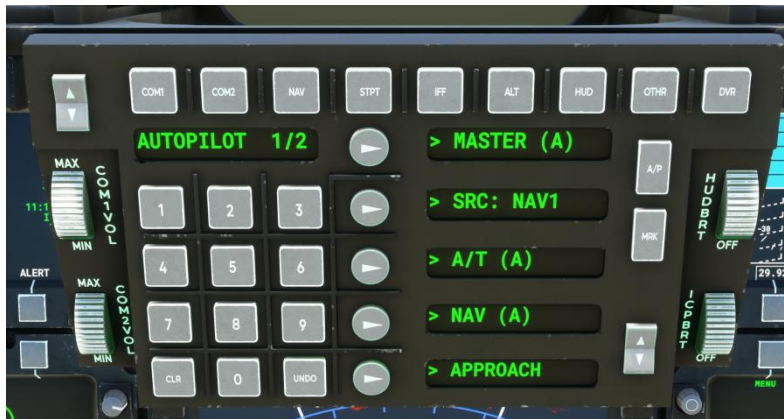 COM1 COM2 NAV STPT IFF ALT HUD OTHR DVR
AUTOPILOT 1/2
> MASTER (A)
A/P
MAX
COM1VOL
MIN
1 2 3
> SRC: NAV1
MRK
HUDBRT
OFF
4 5 6
> A/T (A)
ALERT
MAX
COM2VOL
MIN
7 8 9
> NAV (A)
ICPBRT
OFF
CLR 0 UNDO
> APPROACH
MENU
-30